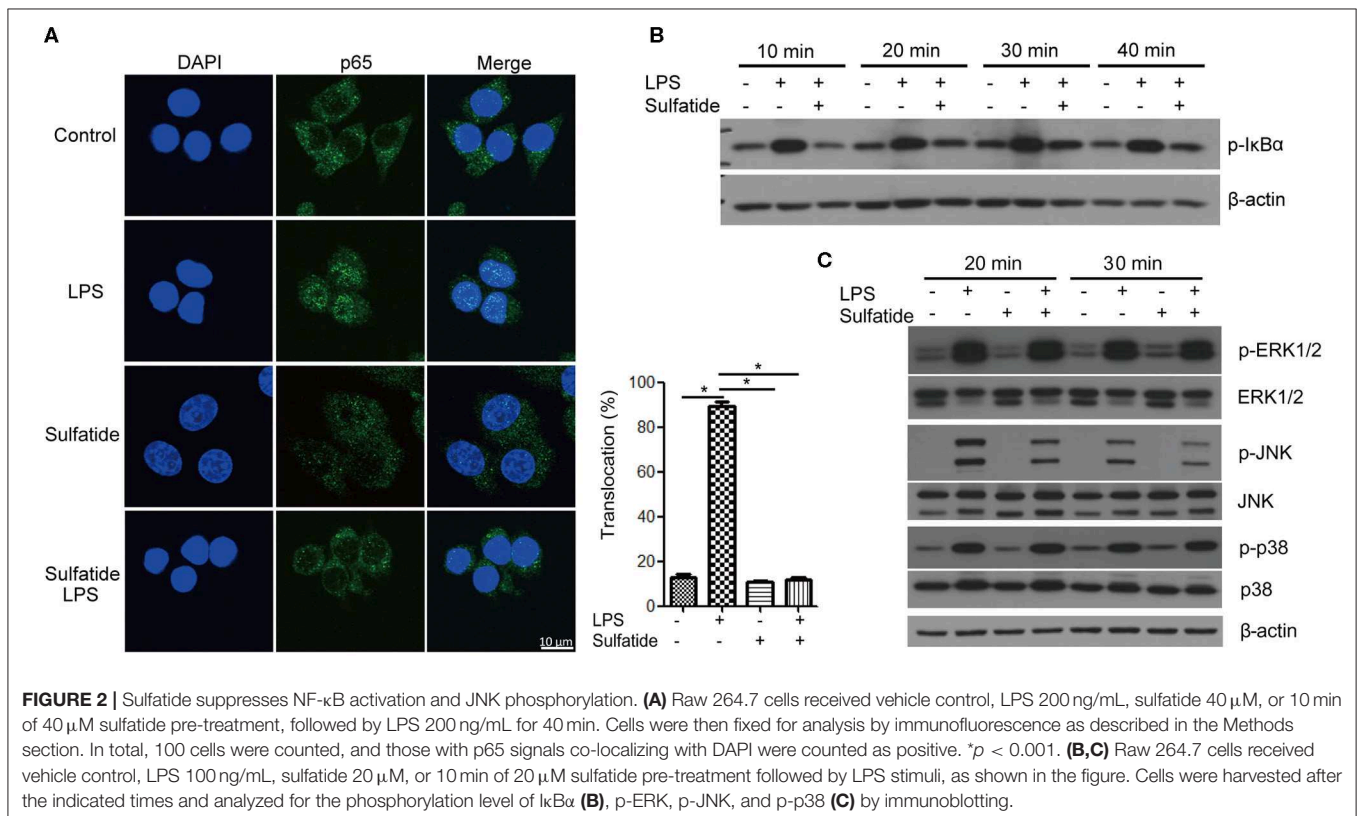 A
DAPI p65 Merge
Control
LPS
Sulfatide
Sulfatide
LPS
10 µm
Translocation (%)
100
80
60
40
20
0
* * *
LPS - + - +
Sulfatide - - + +
B
10 min 20 min 30 min 40 min
LPS - + + - + + - + + - + +
Sulfatide - - + - - + - - + - - +
p-IκBα
β-actin
C
20 min 30 min
LPS - + - + - + - +
Sulfatide - - + + - - + +
p-ERK1/2
ERK1/2
p-JNK
JNK
p-p38
p38
β-actin
FIGURE 2 | Sulfatide suppresses NF-κB activation and JNK phosphorylation. (A) Raw 264.7 cells received vehicle control, LPS 200 ng/mL, sulfatide 40 µM, or 10 min
of 40 µM sulfatide pre-treatment, followed by LPS 200 ng/mL for 40 min. Cells were then fixed for analysis by immunofluorescence as described in the Methods
section. In total, 100 cells were counted, and those with p65 signals co-localizing with DAPI were counted as positive. *p < 0.001. (B,C) Raw 264.7 cells received
vehicle control, LPS 100 ng/mL, sulfatide 20 µM, or 10 min of 20 µM sulfatide pre-treatment followed by LPS stimuli, as shown in the figure. Cells were harvested after
the indicated times and analyzed for the phosphorylation level of IκBα (B), p-ERK, p-JNK, and p-p38 (C) by immunoblotting.